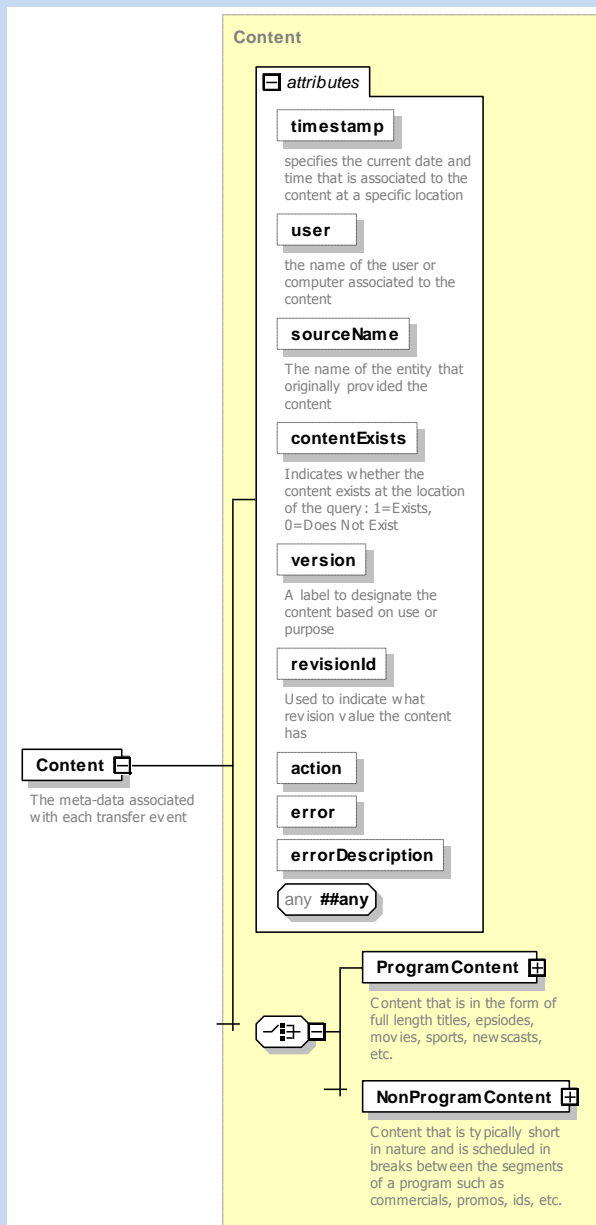 Content
attributes
timestamp
specifies the current date and
time that is associated to the
content at a specific location
user
the name of the user or
computer associated to the
content
sourceName
The name of the entity that
originally provided the
content
contentExists
Indicates whether the
content exists at the location
of the query: 1=Exists,
0=Does Not Exist
version
A label to designate the
content based on use or
purpose
revisionId
Used to indicate what
revision value the content
has
action
error
errorDescription
any ##any
Content
The meta-data associated
with each transfer event
ProgramContent
Content that is in the form of
full length titles, epsiodes,
movies, sports, newscasts,
etc.
NonProgramContent
Content that is typically short
in nature and is scheduled in
breaks between the segments
of a program such as
commercials, promos, ids, etc.